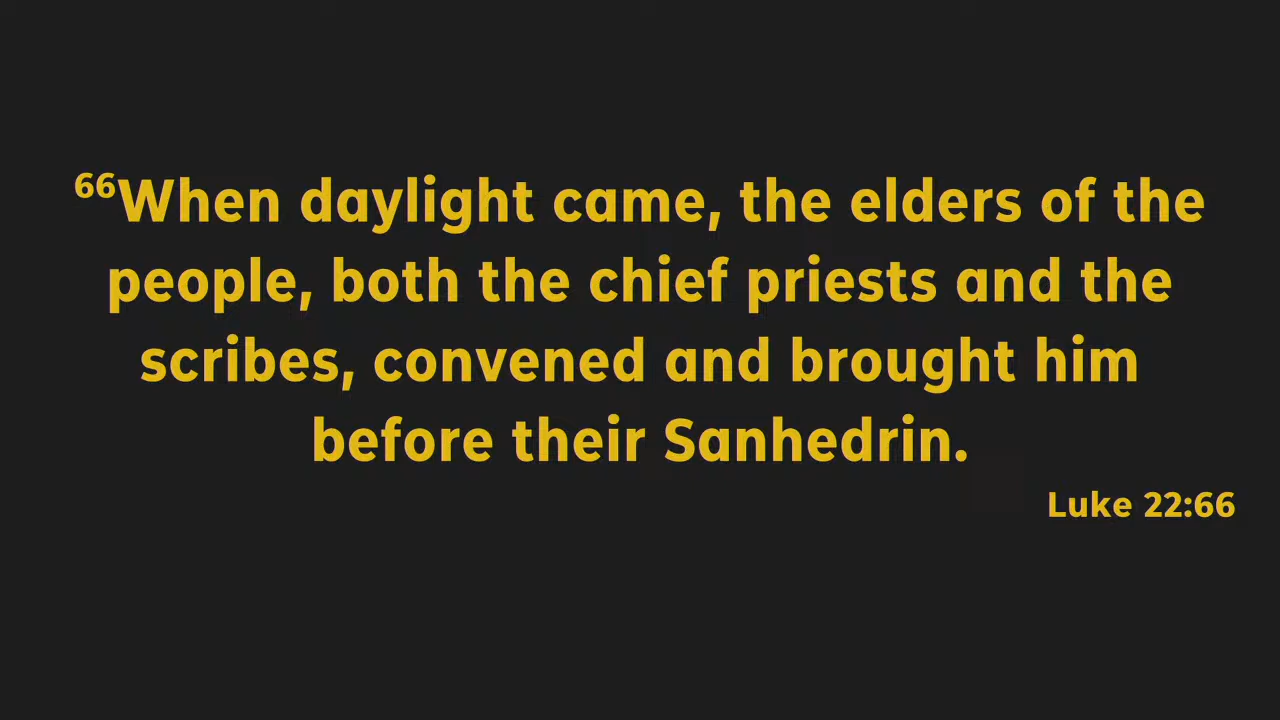 ⁶⁶When daylight came, the elders of the
people, both the chief priests and the
scribes, convened and brought him
before their Sanhedrin.
Luke 22:66